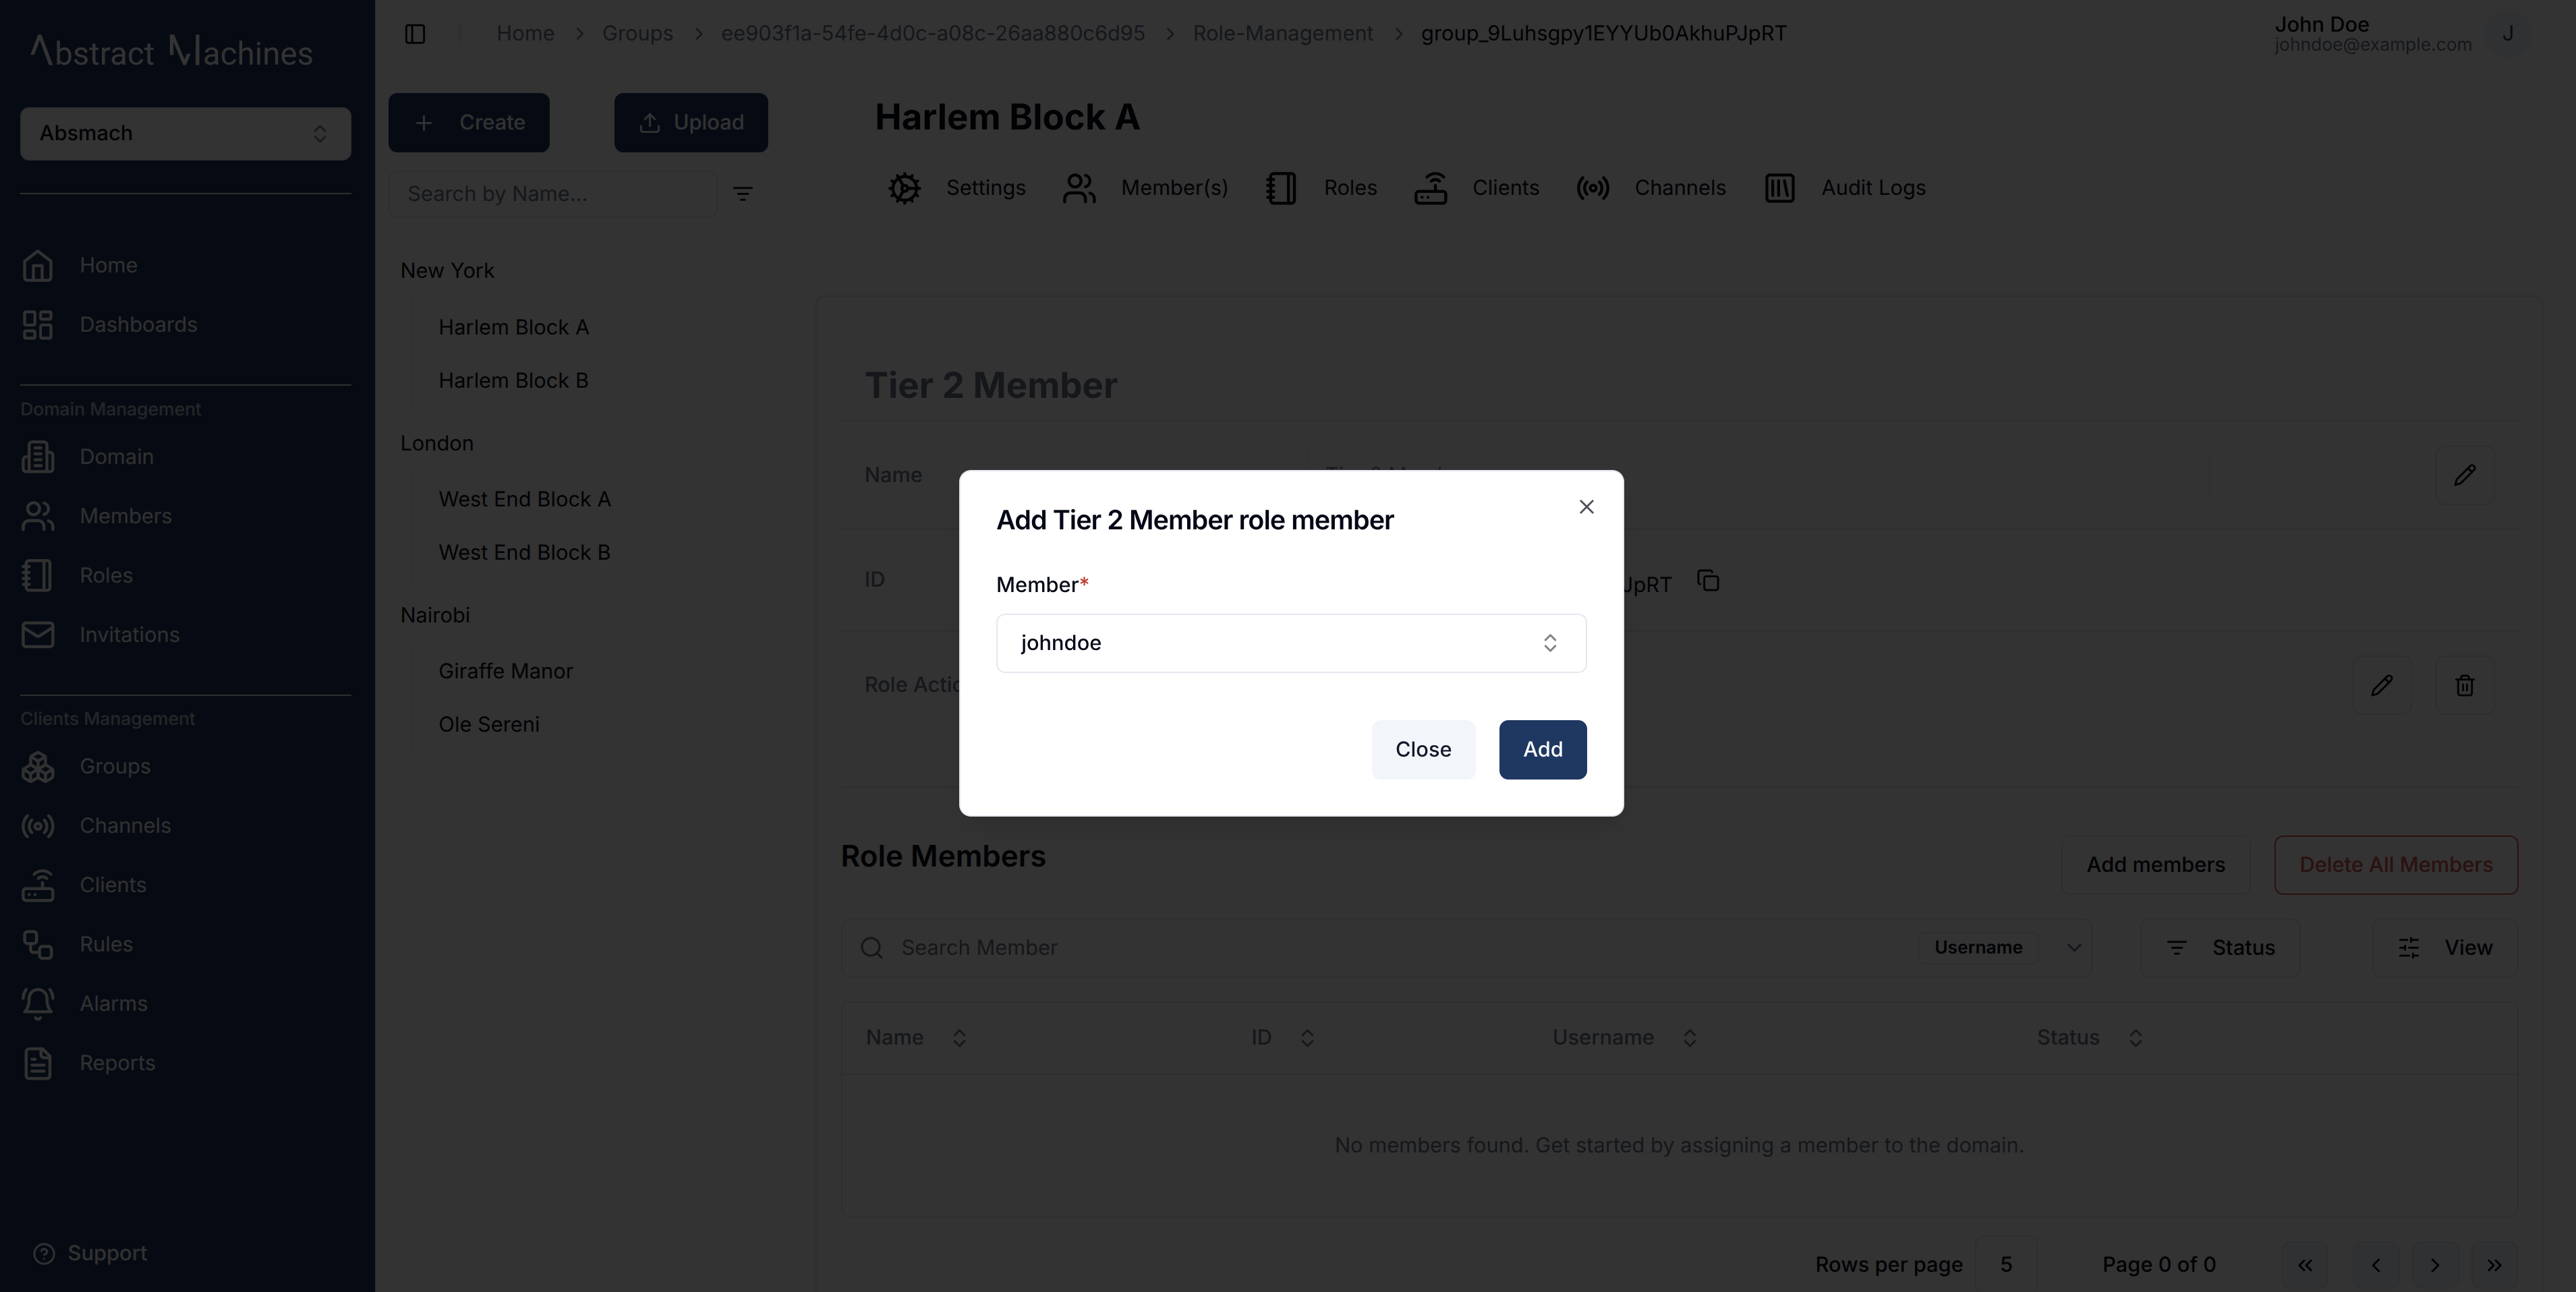 Abstract Machines
Absmach
Home
Dashboards
Domain Management
Domain
Members
Roles
Invitations
Clients Management
Groups
Channels
Clients
Rules
Alarms
Reports
Support
Home > Groups > ee903f1a-54fe-4d0c-a08c-26aa880c6d95 > Role-Management > group_9Luhsgpy1EYYUb0AkhuPJpRT
John Doe
johndoe@example.com
J
Create
Upload
Search by Name...
New York
Harlem Block A
Harlem Block B
London
West End Block A
West End Block B
Nairobi
Giraffe Manor
Ole Sereni
Harlem Block A
Settings Member(s) Roles Clients Channels Audit Logs
Tier 2 Member
Name
ID
JpRT
Role Actio
Add Tier 2 Member role member
Member*
johndoe
Close Add
Role Members
Add members Delete All Members
Search Member Username Status View
Name ID Username Status
No members found. Get started by assigning a member to the domain.
Rows per page 5 Page 0 of 0